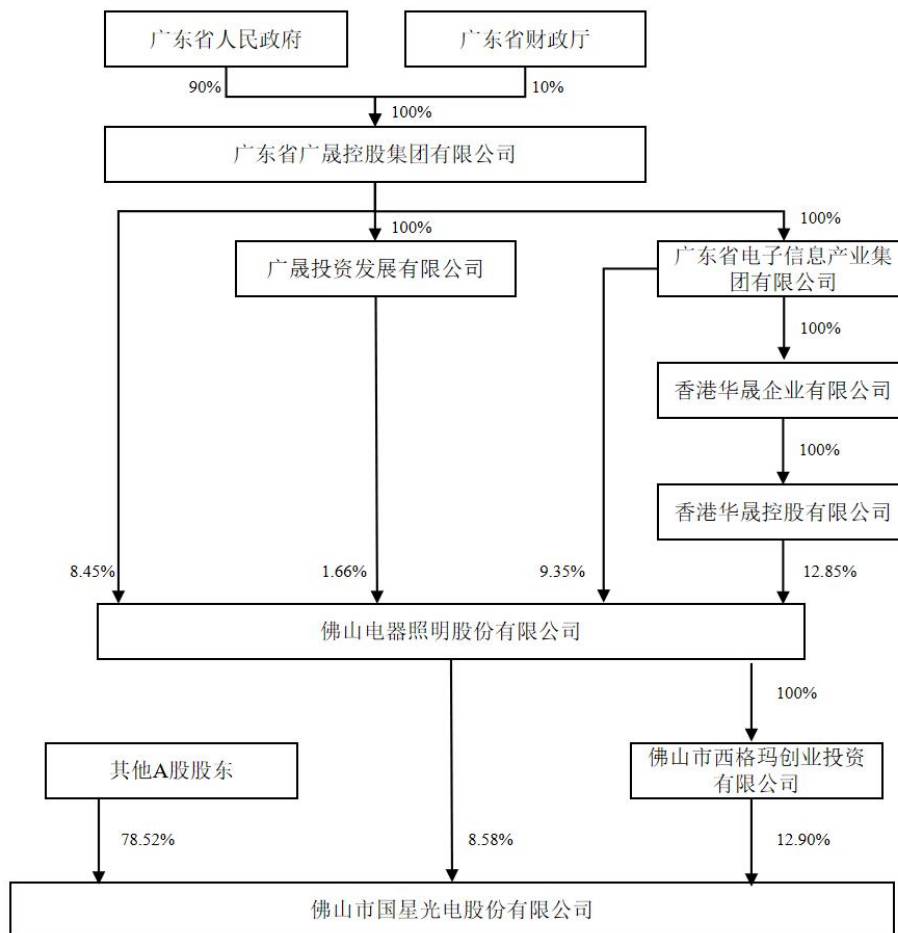 广东省人民政府
广东省财政厅
90%
10%
100%
广东省广晟控股集团有限公司
100%
100%
广晟投资发展有限公司
广东省电子信息产业集
团有限公司
100%
香港华晟企业有限公司
100%
香港华晟控股有限公司
8.45%
1.66%
9.35%
12.85%
佛山电器照明股份有限公司
100%
其他A股股东
佛山市西格玛创业投资
有限公司
78.52%
8.58%
12.90%
佛山市国星光电股份有限公司